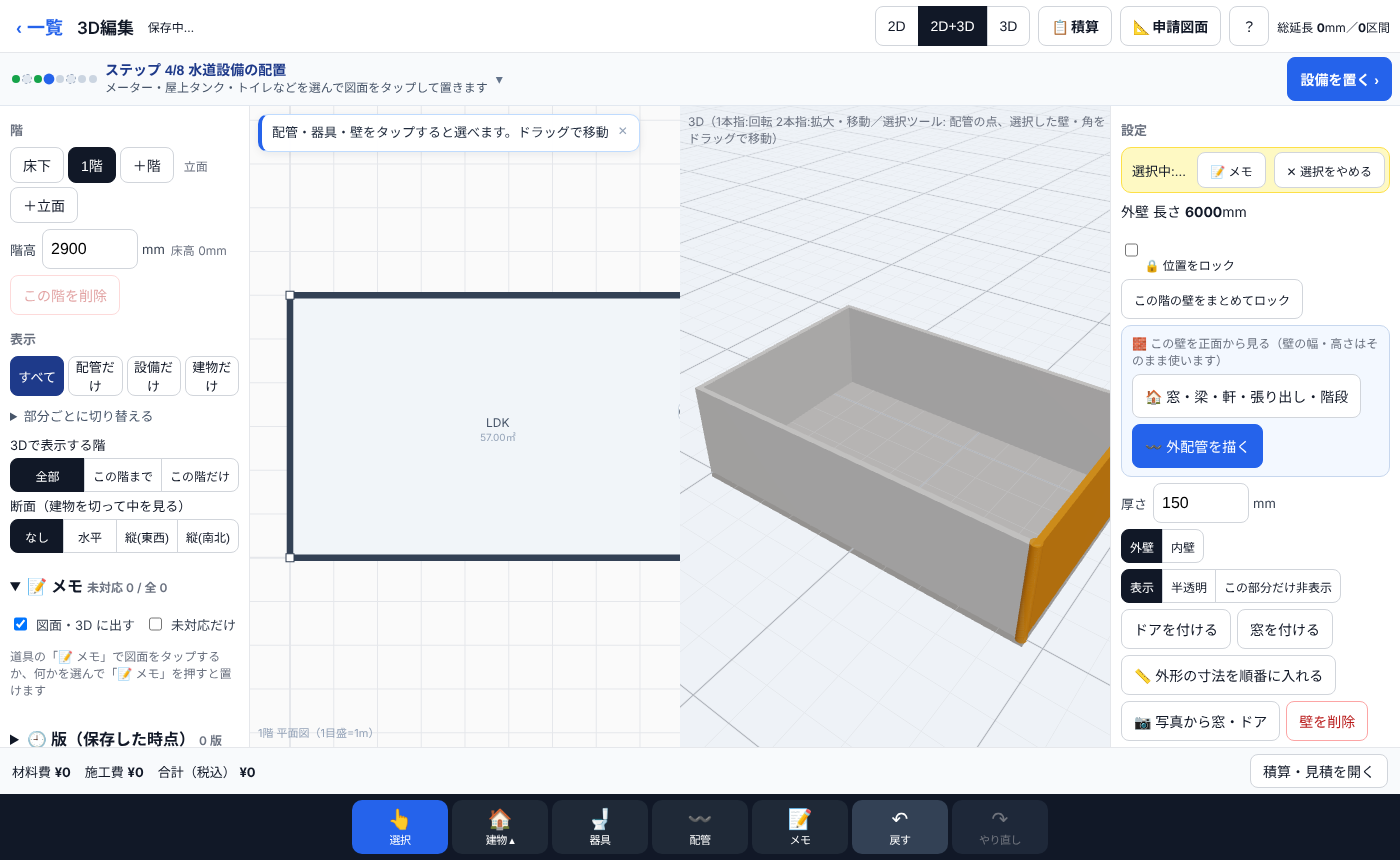 ‹ 一覧 3D編集 保存中... 2D 2D+3D 3D 📋 積算 📐 申請図面 ? 総延長 0mm／0区間
ステップ 4/8 水道設備の配置
メーター・屋上タンク・トイレなどを選んで図面をタップして置きます ▼
設備を置く ›
階
床下 1階 ＋階 立面
＋立面
階高 2900 mm 床高 0mm
この階を削除
表示
すべて 配管だけ 設備だけ 建物だけ
▶ 部分ごとに切り替える
3Dで表示する階
全部 この階まで この階だけ
断面（建物を切って中を見る）
なし 水平 縦(東西) 縦(南北)
▼ 📝 メモ 未対応 0 / 全 0
図面・3D に出す 未対応だけ
道具の「📝 メモ」で図面をタップする
か、何かを選んで「📝 メモ」を押すと置
けます
▶ 🕘 版（保存した時点） 0 版
配管・器具・壁をタップすると選べます。ドラッグで移動 ×
LDK
57.00㎡
1階 平面図（1目盛=1m）
3D（1本指:回転 2本指:拡大・移動／選択ツール: 配管の点、選択した壁・角を
ドラッグで移動）
設定
選択中:... 📝 メモ ✕ 選択をやめる
外壁 長さ 6000mm
🔒 位置をロック
この階の壁をまとめてロック
🧱 この壁を正面から見る（壁の幅・高さはそ
のまま使います）
🏠 窓・梁・軒・張り出し・階段
〰️ 外配管を描く
厚さ 150 mm
外壁 内壁
表示 半透明 この部分だけ非表示
ドアを付ける 窓を付ける
📏 外形の寸法を順番に入れる
📷 写真から窓・ドア 壁を削除
材料費 ¥0 施工費 ¥0 合計（税込） ¥0 積算・見積を開く
👆 選択 🏠 建物▲ 🚽 器具 〰️ 配管 📝 メモ ↶ 戻す ↷ やり直し